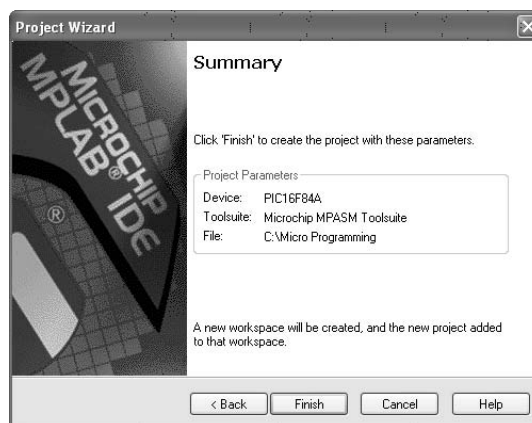 Project Wizard
MICROCHIP
MPLAB® IDE
®
Summary
Click 'Finish' to create the project with these parameters.
Project Parameters
Device: PIC16F84A
Toolsuite: Microchip MPASM Toolsuite
File: C:\Micro Programming
A new workspace will be created, and the new project added
to that workspace.
< Back Finish Cancel Help